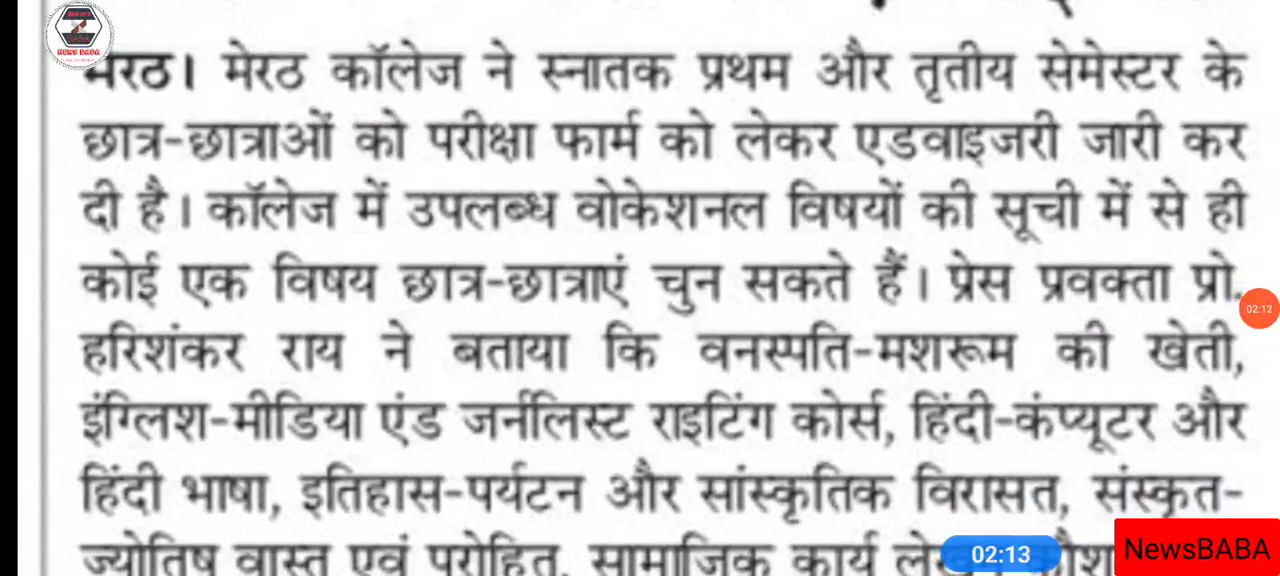 NEWS BABA
मेरठ। मेरठ कॉलेज ने स्नातक प्रथम और तृतीय सेमेस्टर के
छात्र-छात्राओं को परीक्षा फार्म को लेकर एडवाइजरी जारी कर
दी है। कॉलेज में उपलब्ध वोकेशनल विषयों की सूची में से ही
कोई एक विषय छात्र-छात्राएं चुन सकते हैं। प्रेस प्रवक्ता प्रो.
02:12
हरिशंकर राय ने बताया कि वनस्पति-मशरूम की खेती,
इंग्लिश-मीडिया एंड जर्नलिस्ट राइटिंग कोर्स, हिंदी-कंप्यूटर और
हिंदी भाषा, इतिहास-पर्यटन और सांस्कृतिक विरासत, संस्कृत-
ज्योतिष वास्त एवं पुरोहित, सामाजिक कार्य
02:13
NewsBABA